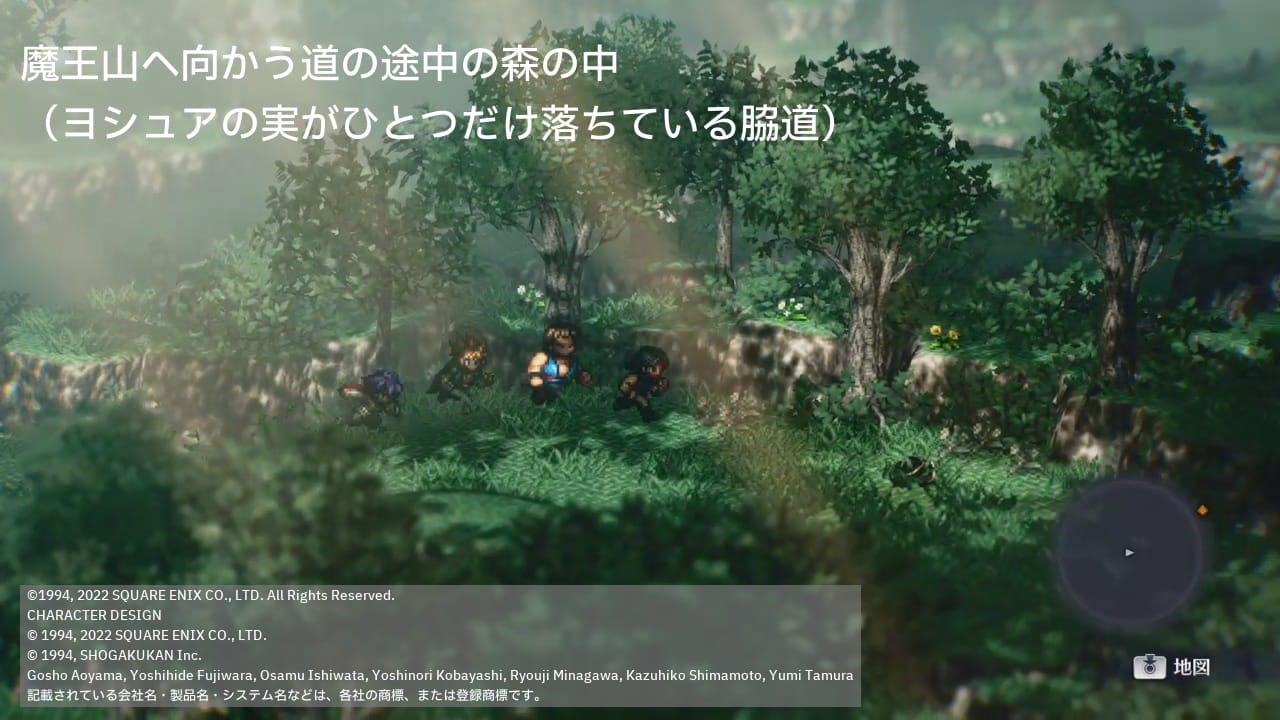 魔王山へ向かう道の途中の森の中
（ヨシュアの実がひとつだけ落ちている脇道）
©1994, 2022 SQUARE ENIX CO., LTD. All Rights Reserved.
CHARACTER DESIGN
© 1994, 2022 SQUARE ENIX CO., LTD.
© 1994, SHOGAKUKAN Inc.
Gosho Aoyama, Yoshihide Fujiwara, Osamu Ishiwata, Yoshinori Kobayashi, Ryouji Minagawa, Kazuhiko Shimamoto, Yumi Tamura
記載されている会社名・製品名・システム名などは、各社の商標、または登録商標です。
地図